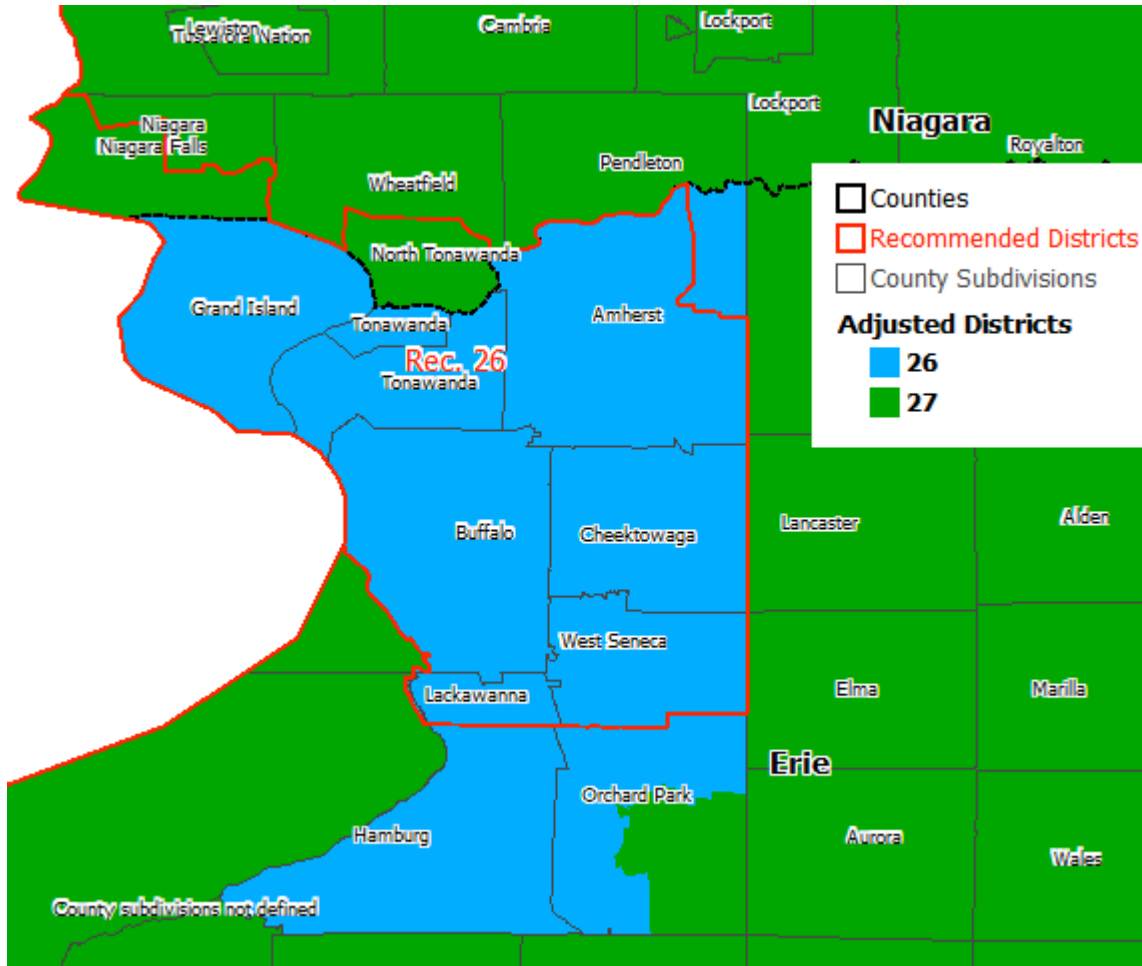 Lewiston
Tuscarora Nation
Cambria
Lockport
Lockport
Niagara
Royalton
Niagara
Niagara Falls
Pendleton
Wheatfield
Counties
Recommended Districts
County Subdivisions
Adjusted Districts
26
27
North Tonawanda
Grand Island
Tonawanda
Amherst
Rec. 26
Tonawanda
Buffalo
Cheektowaga
Lancaster
Alden
West Seneca
Lackawanna
Elma
Marilla
Erie
Orchard Park
Hamburg
Aurora
Wales
County subdivisions not defined